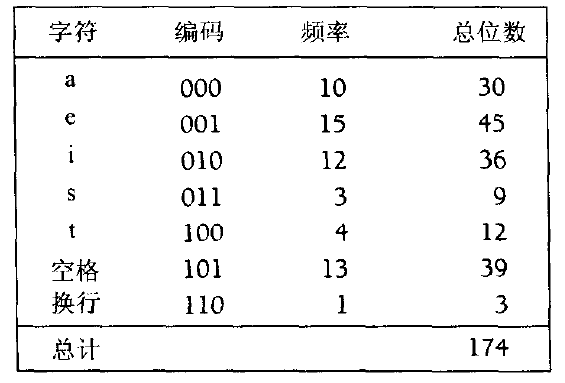 字符 编码 频率 总位数
a 000 10 30
e 001 15 45
i 010 12 36
s 011 3 9
t 100 4 12
空格 101 13 39
换行 110 1 3
总计 174